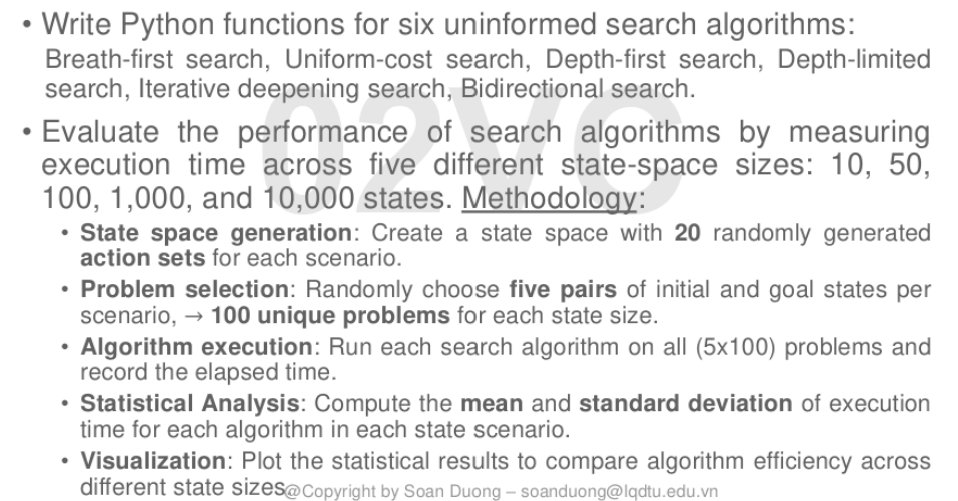 • Write Python functions for six uninformed search algorithms:
Breath-first search, Uniform-cost search, Depth-first search, Depth-limited
search, Iterative deepening search, Bidirectional search.
• Evaluate the performance of search algorithms by measuring
execution time across five different state-space sizes: 10, 50,
100, 1,000, and 10,000 states. Methodology:
• State space generation: Create a state space with 20 randomly generated
action sets for each scenario.
• Problem selection: Randomly choose five pairs of initial and goal states per
scenario, → 100 unique problems for each state size.
• Algorithm execution: Run each search algorithm on all (5x100) problems and
record the elapsed time.
• Statistical Analysis: Compute the mean and standard deviation of execution
time for each algorithm in each state scenario.
• Visualization: Plot the statistical results to compare algorithm efficiency across
different state sizes
@Copyright by Soan Duong – soanduong@lqdtu.edu.vn
02VC